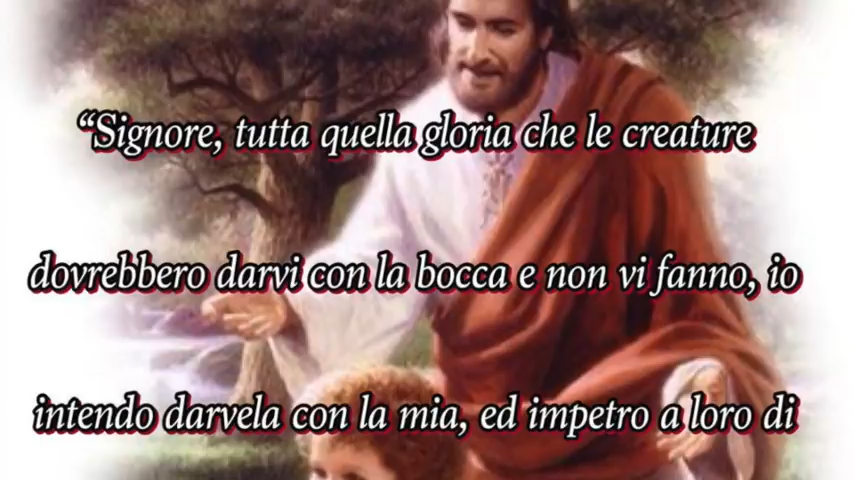 “Signore, tutta quella gloria che le creature
dovrebbero darvi con la bocca e non vi fanno, io
intendo darvela con la mia, ed impetro a loro di